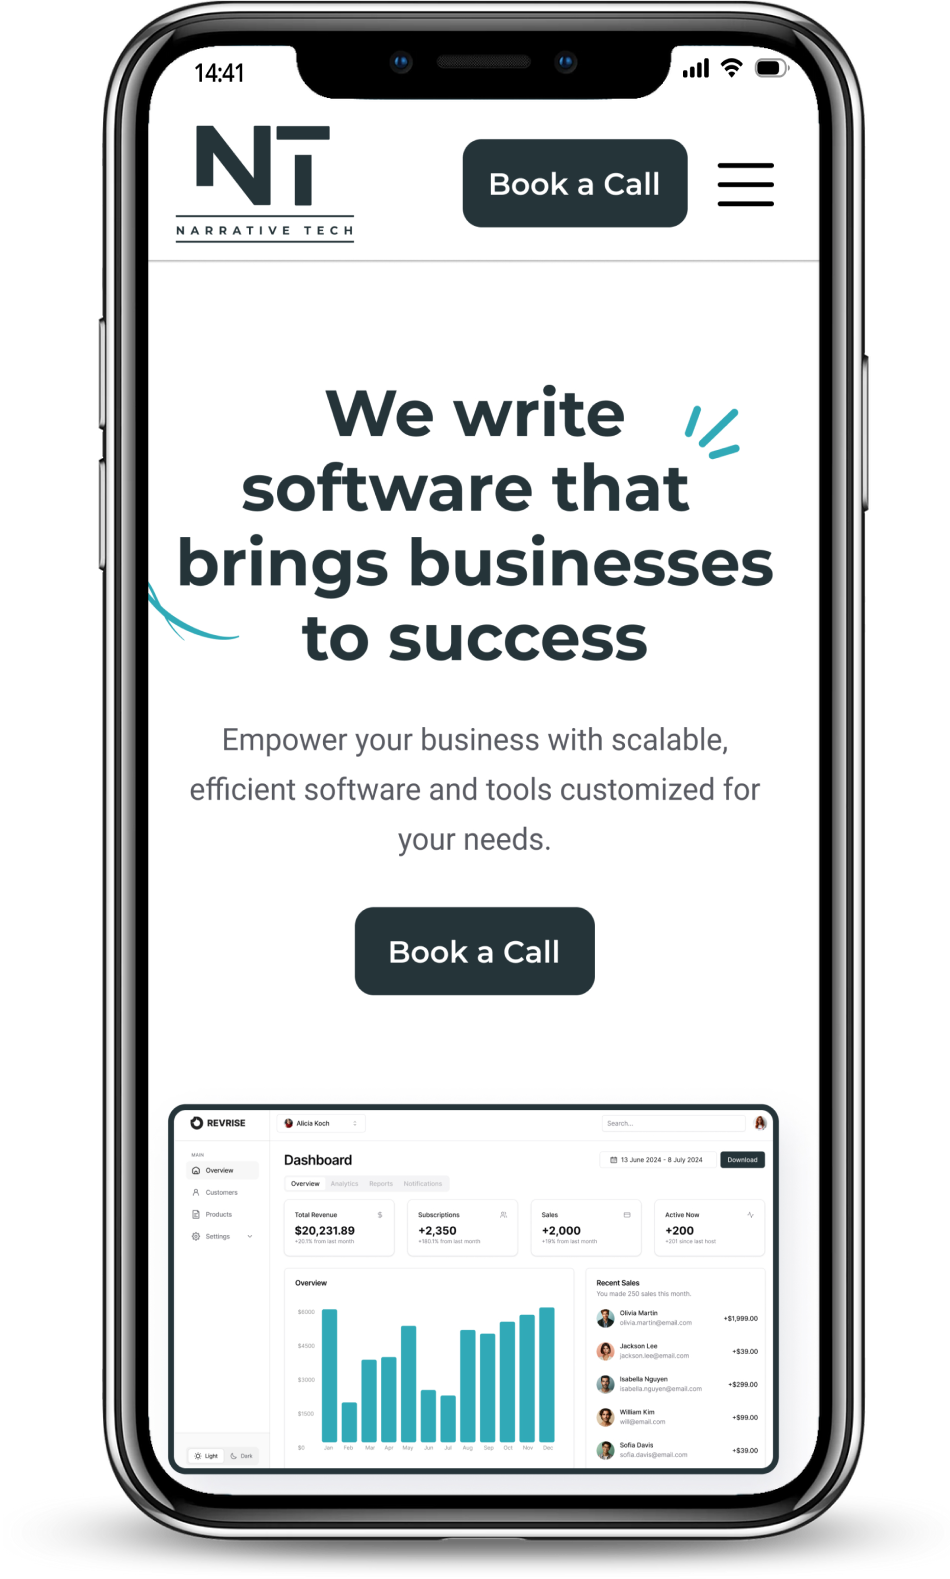 14:41
NT
NARRATIVE TECH
Book a Call
We write
software that
brings businesses
to success
Empower your business with scalable,
efficient software and tools customized for
your needs.
Book a Call
REVRISE
Alicia Koch
Search...
MAIN
Overview
Customers
Products
Settings
Light
Dark
Dashboard
13 June 2024 - 8 July 2024
Download
Overview Analytics Reports Notifications
Total Revenue $
$20,231.89
+20.1% from last month
Subscriptions
+2,350
+180.1% from last month
Sales
+2,000
+19% from last month
Active Now
+200
+201 since last host
Overview
$6000
$4500
$3000
$1500
$0
Jan Feb Mar Apr May Jun Jul Aug Sep Oct Nov Dec
Recent Sales
You made 250 sales this month.
Olivia Martin
olivia.martin@email.com
+$1,999.00
Jackson Lee
jackson.lee@email.com
+$39.00
Isabella Nguyen
isabella.nguyen@email.com
+$299.00
William Kim
will@email.com
+$99.00
Sofia Davis
sofia.davis@email.com
+$39.00